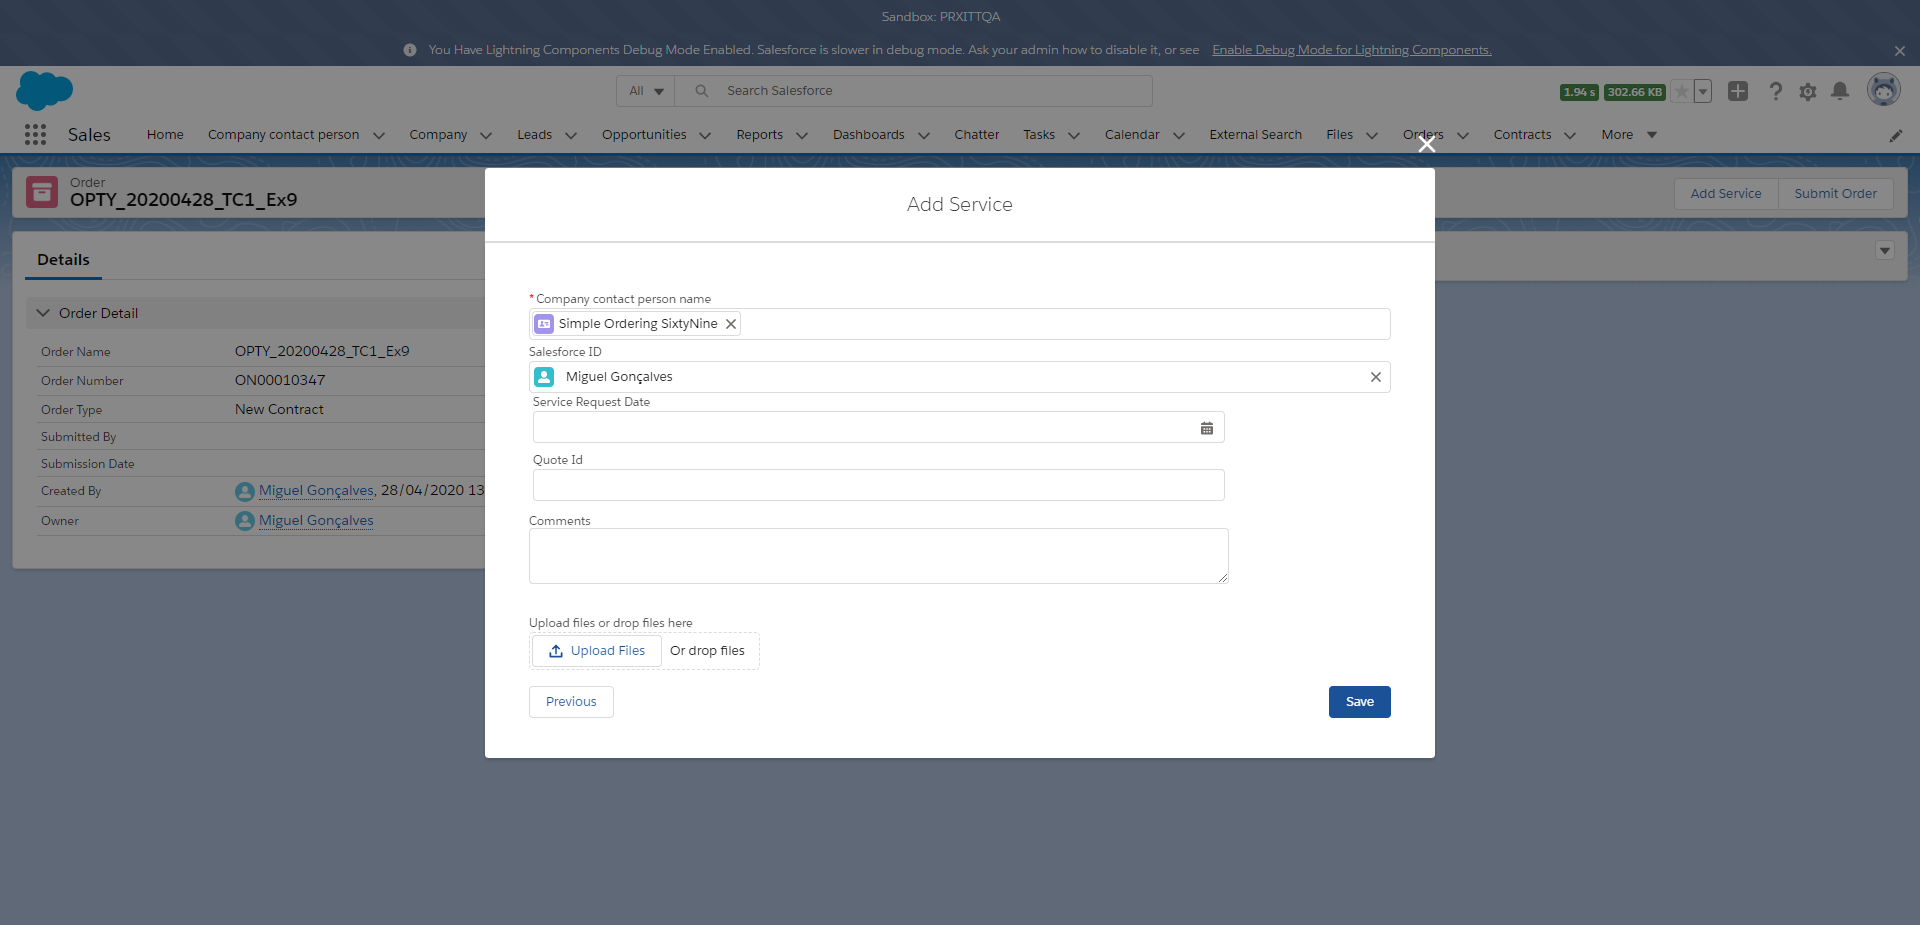 Sandbox: PRXITTQA
You Have Lightning Components Debug Mode Enabled. Salesforce is slower in debug mode. Ask your admin how to disable it, or see Enable Debug Mode for Lightning Components.
All
Search Salesforce
1.94 s 302.66 KB
Sales Home Company contact person Company Leads Opportunities Reports Dashboards Chatter Tasks Calendar External Search Files Orders Contracts More
Order
OPTY_20200428_TC1_Ex9
Add Service Submit Order
Details
Order Detail
Order Name OPTY_20200428_TC1_Ex9
Order Number ON00010347
Order Type New Contract
Submitted By
Submission Date
Created By Miguel Gonçalves, 28/04/2020 13
Owner Miguel Gonçalves
Add Service
* Company contact person name
Simple Ordering SixtyNine
Salesforce ID
Miguel Gonçalves
Service Request Date
Quote Id
Comments
Upload files or drop files here
Upload Files Or drop files
Previous Save